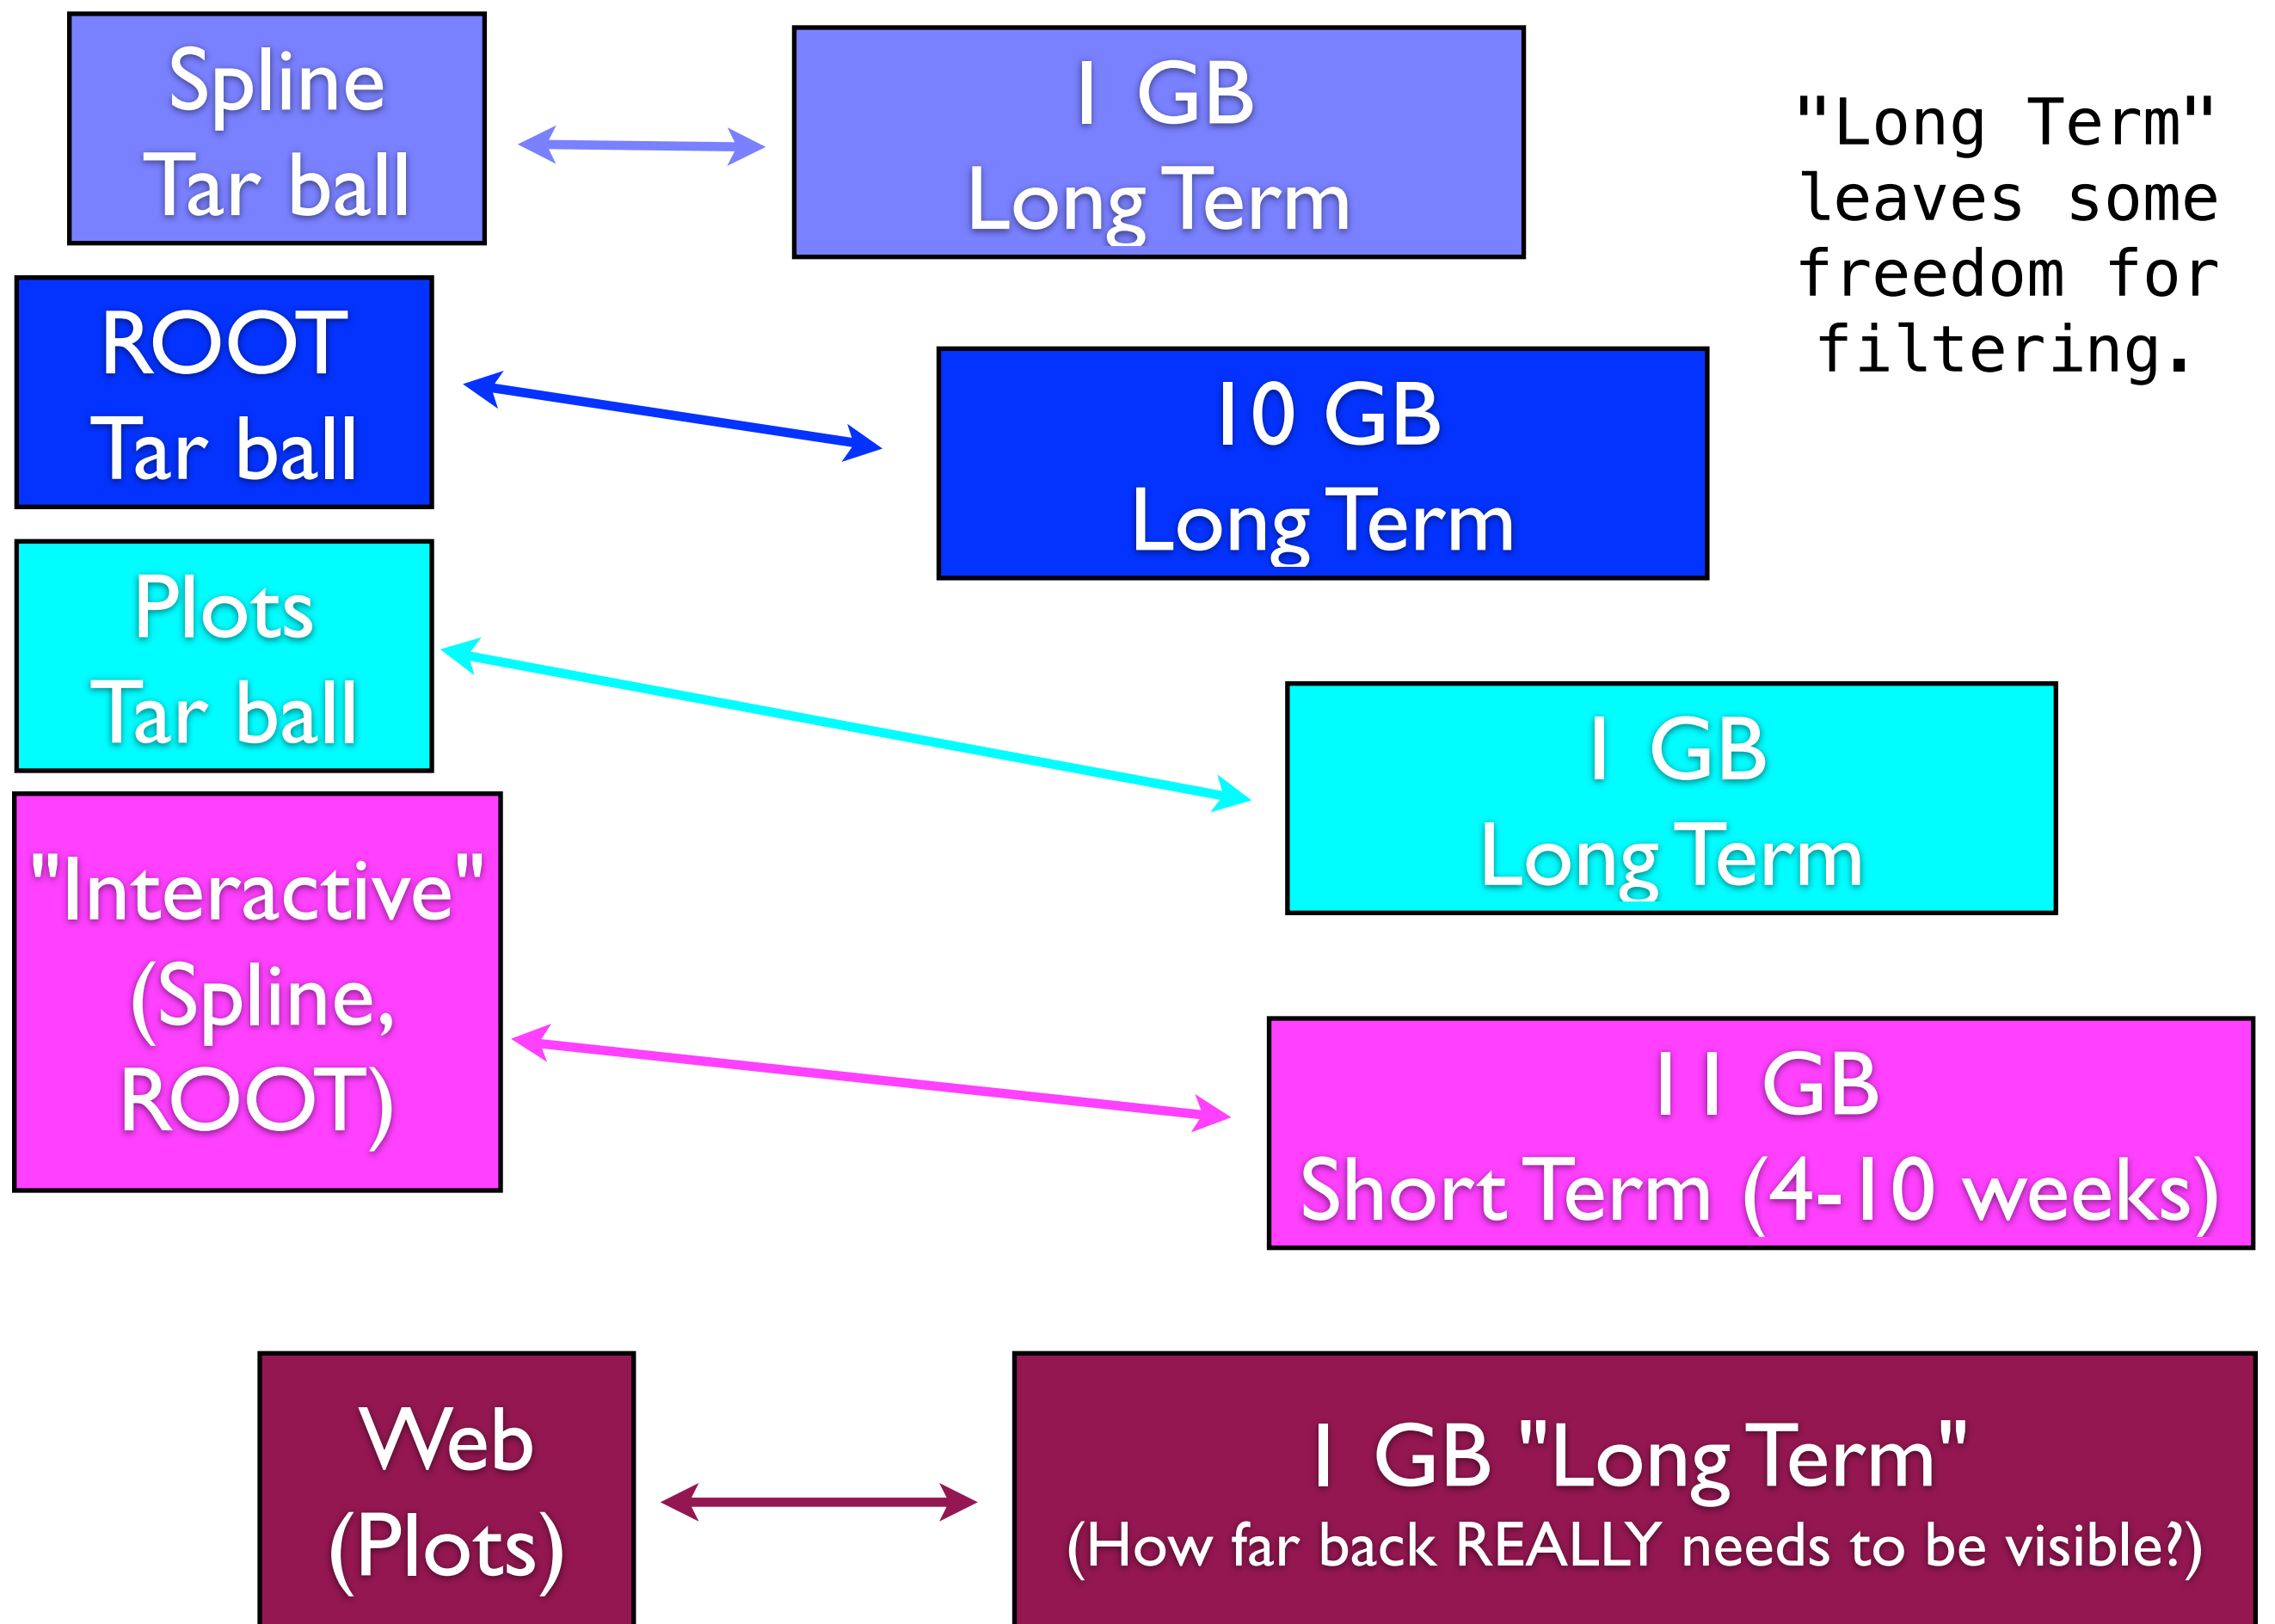 Spline
Tar ball
1 GB
Long Term
"Long Term"
leaves some
freedom for
filtering.
ROOT
Tar ball
10 GB
Long Term
Plots
Tar ball
1 GB
Long Term
"Interactive"
(Spline,
ROOT)
11 GB
Short Term (4-10 weeks)
Web
(Plots)
1 GB "Long Term"
(How far back REALLY needs to be visible?)